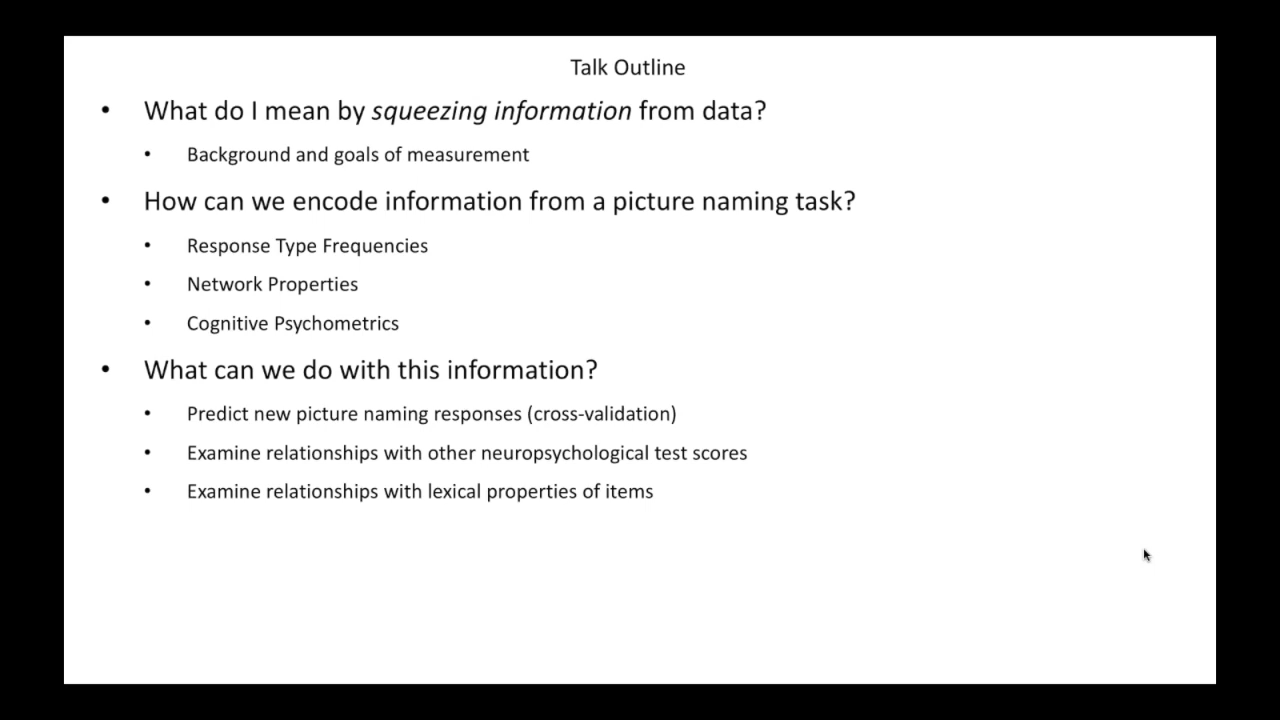 Talk Outline
• What do I mean by squeezing information from data?
• Background and goals of measurement
• How can we encode information from a picture naming task?
• Response Type Frequencies
• Network Properties
• Cognitive Psychometrics
• What can we do with this information?
• Predict new picture naming responses (cross-validation)
• Examine relationships with other neuropsychological test scores
• Examine relationships with lexical properties of items